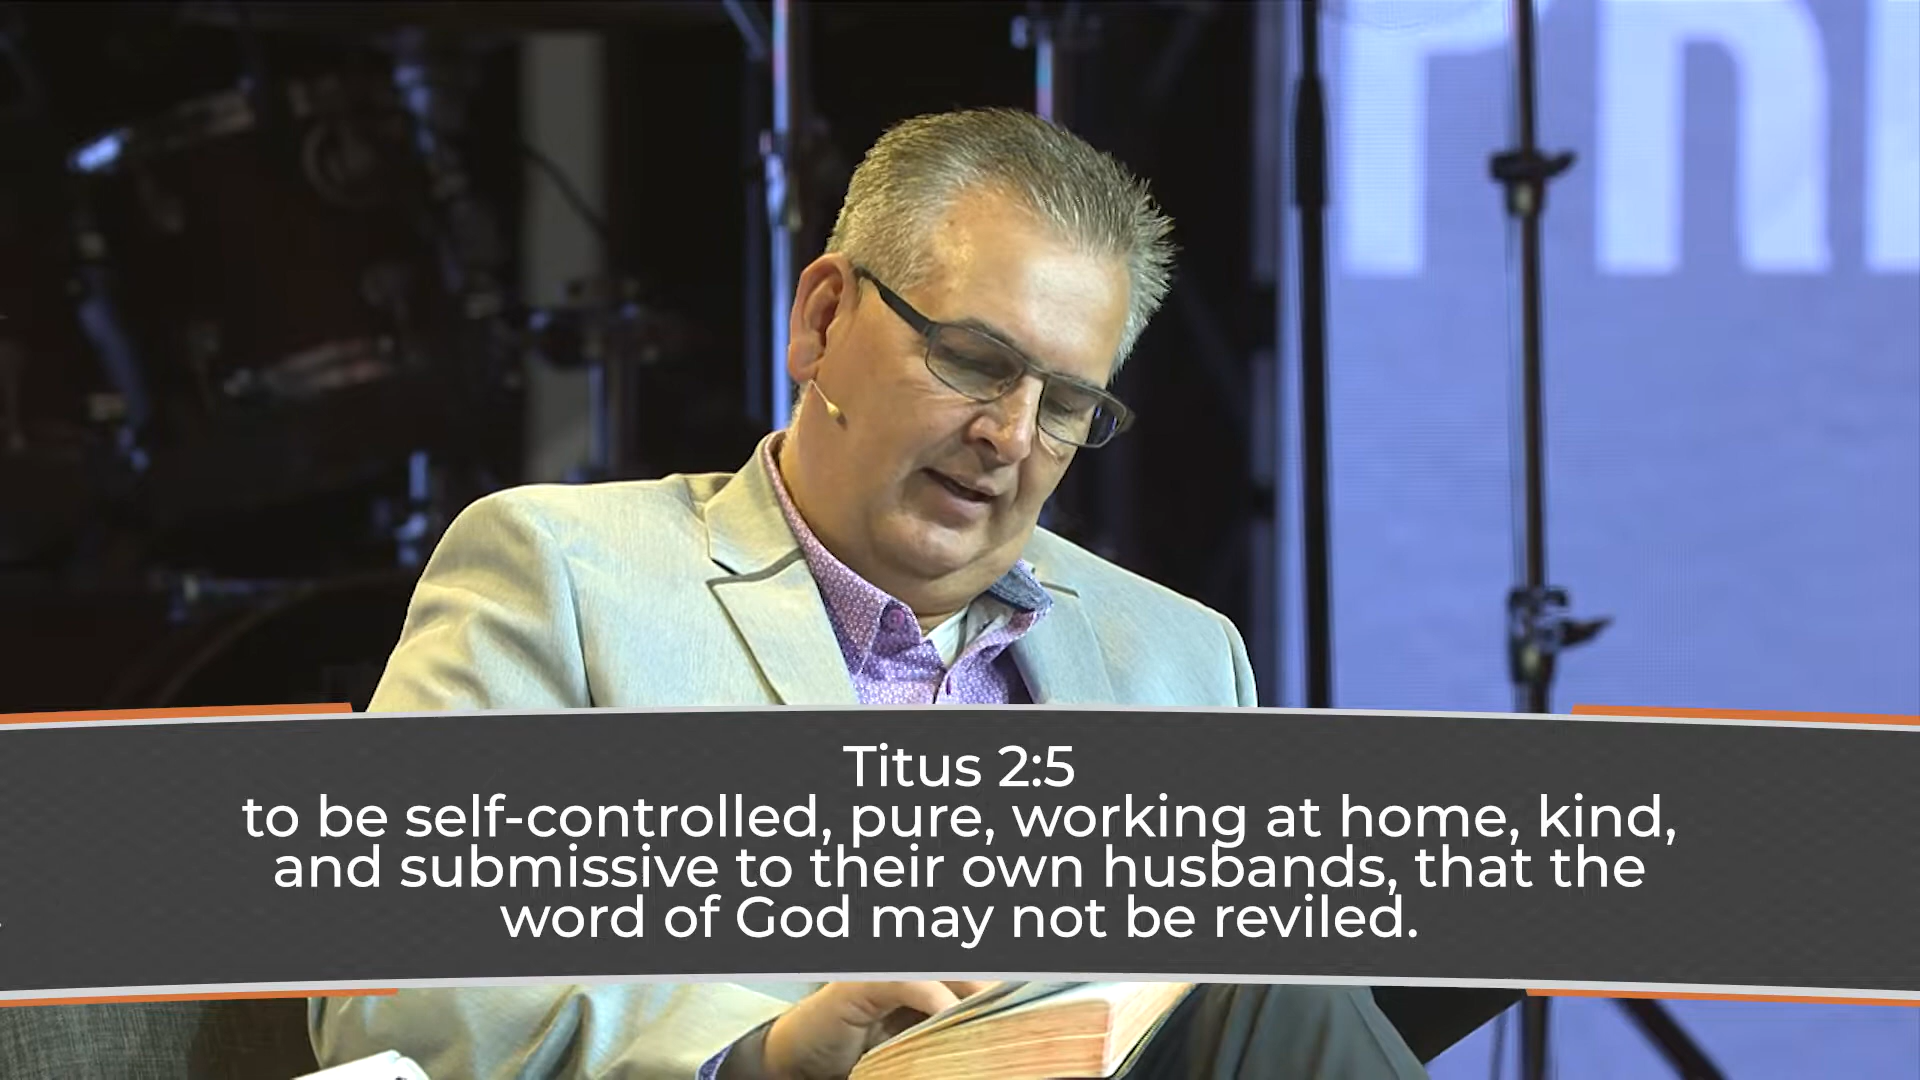 Titus 2:5
to be self-controlled, pure, working at home, kind,
and submissive to their own husbands, that the
word of God may not be reviled.